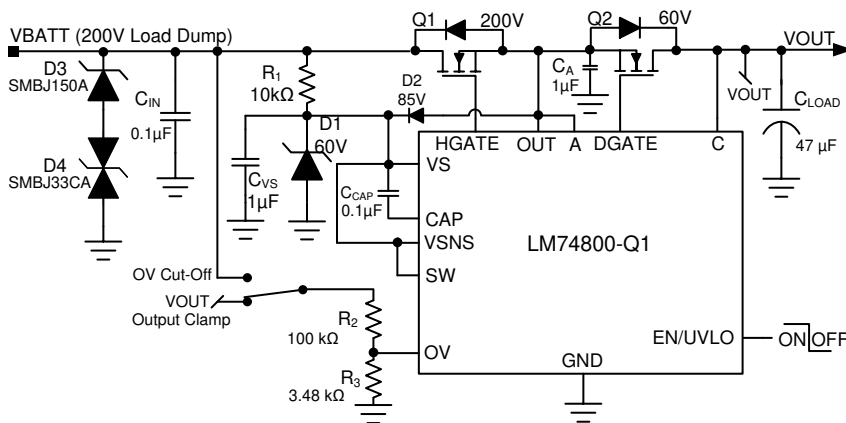 VBATT (200V Load Dump)
Q1
200V
Q2
60V
VOUT
D3
SMBJ150A
CIN
0.1µF
R1
10kΩ
D2
85V
CA
1µF
VOUT
CLOAD
47 µF
D1
60V
HGATE
OUT
A
DGATE
C
D4
SMBJ33CA
CVS
1µF
CCAP
0.1µF
VS
CAP
VSNS
SW
LM74800-Q1
OV Cut-Off
VOUT
Output Clamp
R2
100 kΩ
OV
EN/UVLO
ON OFF
R3
3.48 kΩ
GND